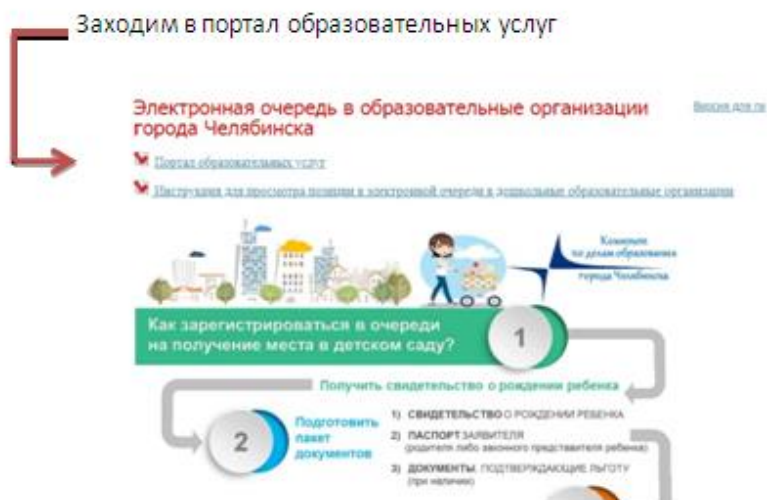 Заходим в портал образовательных услуг
Электронная очередь в образовательные организации
города Челябинска
Версия для
Портал образовательных услуг
Инструкция для просмотра позиции в электронной очереди в дошкольные образовательные организации
Комитет
по делам образования
города Челябинска
Как зарегистрироваться в очереди
на получение места в детском саду?
1
Получить свидетельство о рождении ребенка
2
Подготовить
пакет
документов
1) СВИДЕТЕЛЬСТВО О РОЖДЕНИИ РЕБЕНКА
2) ПАСПОРТ ЗАЯВИТЕЛЯ
(родителя либо законного представителя ребенка)
3) ДОКУМЕНТЫ, ПОДТВЕРЖДАЮЩИЕ ЛЬГОТУ
(при наличии)